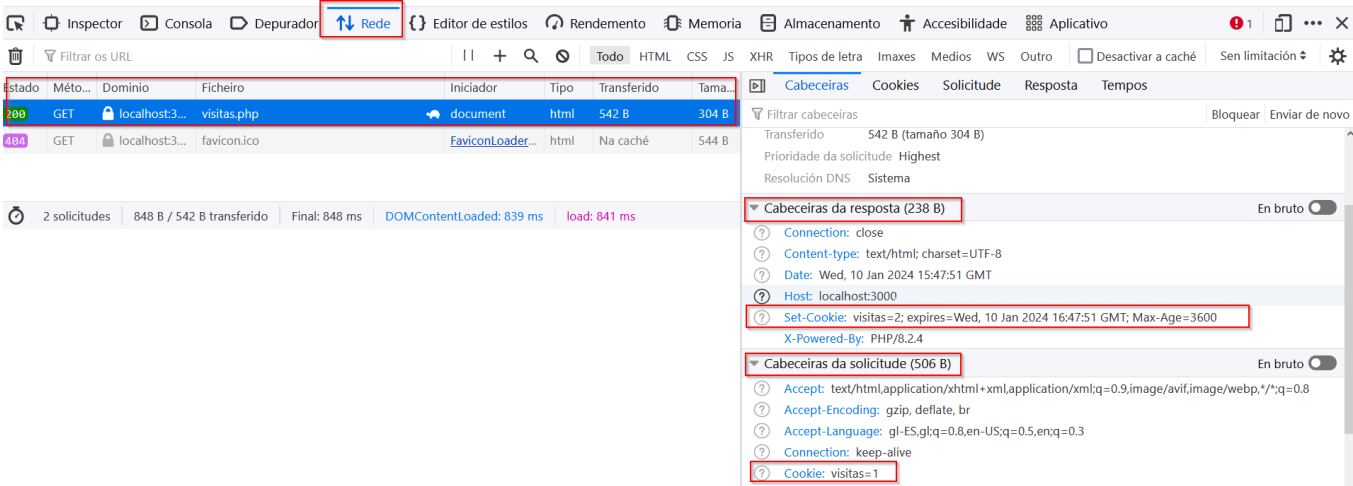 Inspector Consola Depurador Rede Editor de estilos Rendemento Memoria Almacenamento Accesibilidade Aplicativo 1
Filtrar os URL Todo HTML CSS JS XHR Tipos de letra Imaxes Medios WS Outro Desactivar a caché Sen limitación
Estado Méto... Dominio Ficheiro Iniciador Tipo Transferido Tama...
200 GET localhost:3... visitas.php document html 542 B 304 B
404 GET localhost:3... favicon.ico FaviconLoader... html Na caché 544 B
2 solicitudes 848 B / 542 B transferido Final: 848 ms DOMContentLoaded: 839 ms load: 841 ms
Cabeceiras Cookies Solicitude Resposta Tempos
Filtrar cabeceiras Bloquear Enviar de novo
Transferido 542 B (tamaño 304 B)
Prioridade da solicitude Highest
Resolución DNS Sistema
Cabeceiras da resposta (238 B) En bruto
Connection: close
Content-type: text/html; charset=UTF-8
Date: Wed, 10 Jan 2024 15:47:51 GMT
Host: localhost:3000
Set-Cookie: visitas=2; expires=Wed, 10 Jan 2024 16:47:51 GMT; Max-Age=3600
X-Powered-By: PHP/8.2.4
Cabeceiras da solicitude (506 B) En bruto
Accept: text/html,application/xhtml+xml,application/xml;q=0.9,image/avif,image/webp,*/*;q=0.8
Accept-Encoding: gzip, deflate, br
Accept-Language: gl-ES,gl;q=0.8,en-US;q=0.5,en;q=0.3
Connection: keep-alive
Cookie: visitas=1